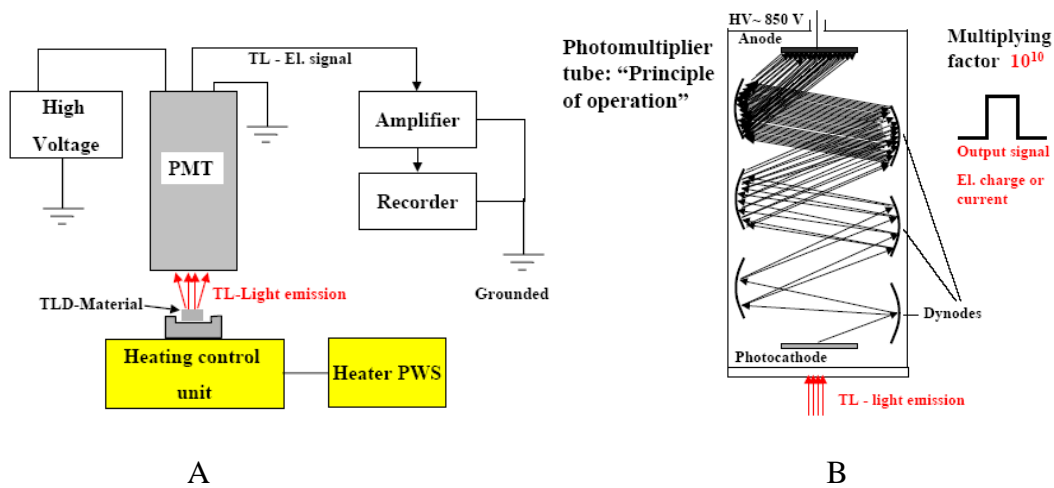 TL - El. signal
High
Voltage
PMT
Amplifier
Recorder
Grounded
TL-Light emission
TLD-Material
Heating control
unit
Heater PWS
A
Photomultiplier
tube: “Principle
of operation”
HV~ 850 V
Anode
Multiplying
factor 10¹⁰
Output signal
El. charge or
current
Dynodes
Photocathode
TL - light emission
B